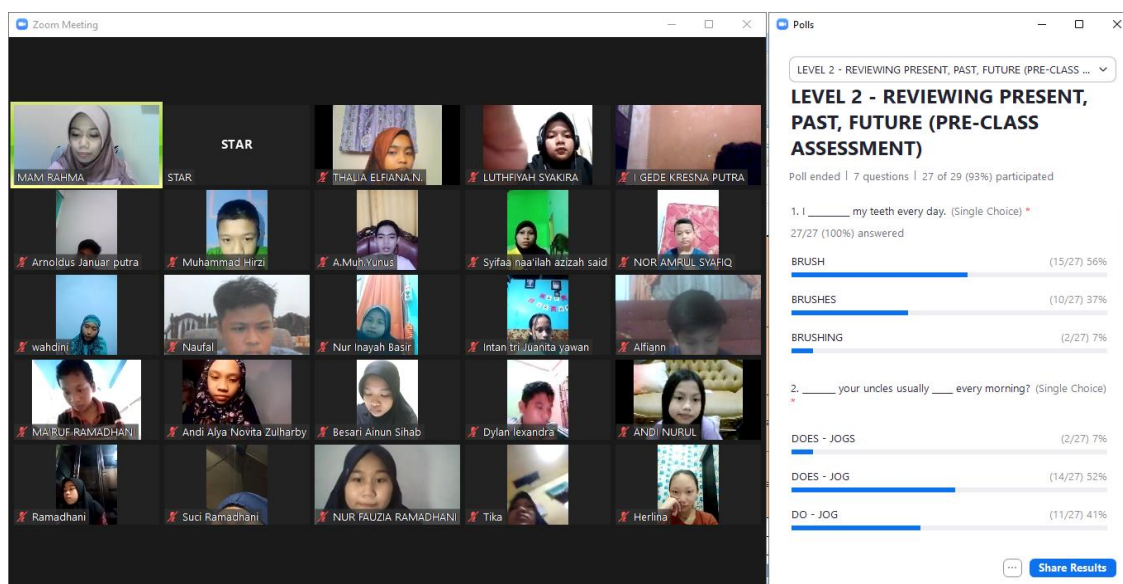 Zoom Meeting
STAR
MAM RAHMA
STAR
THALIA ELFIANA.N.
LUTHFIYAH SYAKIRA
I GEDE KRESNA PUTRA
Arnoldus Januar putra
Muhammad Hirzi
A.Muh.Yunus
Syifaa naa'ilah azizah said
NOR AMRUL SYAFIQ
wahdini
Naufal
Nur Inayah Basir
Intan tri Juanita yawan
Alfiann
MA'RUF RAMADHANI
Andi Alya Novita Zulharby
Besari Ainun Sihab
Dylan lexandra
ANDI NURUL
Ramadhani
Suci Ramadhani
NUR FAUZIA RAMADHANI
Tika
Herlina
Polls
LEVEL 2 - REVIEWING PRESENT, PAST, FUTURE (PRE-CLASS ...
LEVEL 2 - REVIEWING PRESENT,
PAST, FUTURE (PRE-CLASS
ASSESSMENT)
Poll ended | 7 questions | 27 of 29 (93%) participated
1. I ________ my teeth every day. (Single Choice) *
27/27 (100%) answered
BRUSH (15/27) 56%
BRUSHES (10/27) 37%
BRUSHING (2/27) 7%
2. ______ your uncles usually ____ every morning? (Single Choice)
*
DOES - JOGS (2/27) 7%
DOES - JOG (14/27) 52%
DO - JOG (11/27) 41%
... Share Results